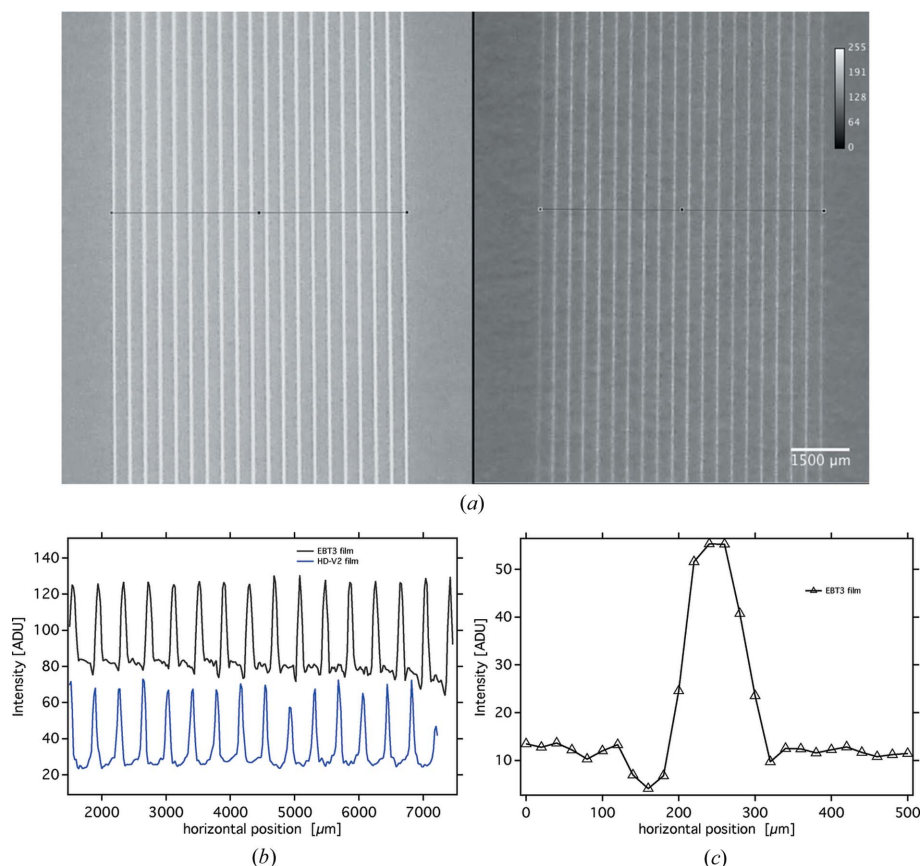 255
191
128
64
0
1500 µm
(a)
140
120
100
80
60
40
20
Intensity [ADU]
EBT3 film
HD-V2 film
2000 3000 4000 5000 6000 7000
horizontal position [µm]
(b)
50
40
30
20
10
Intensity [ADU]
EBT3 film
0 100 200 300 400 500
horizontal position [µm]
(c)